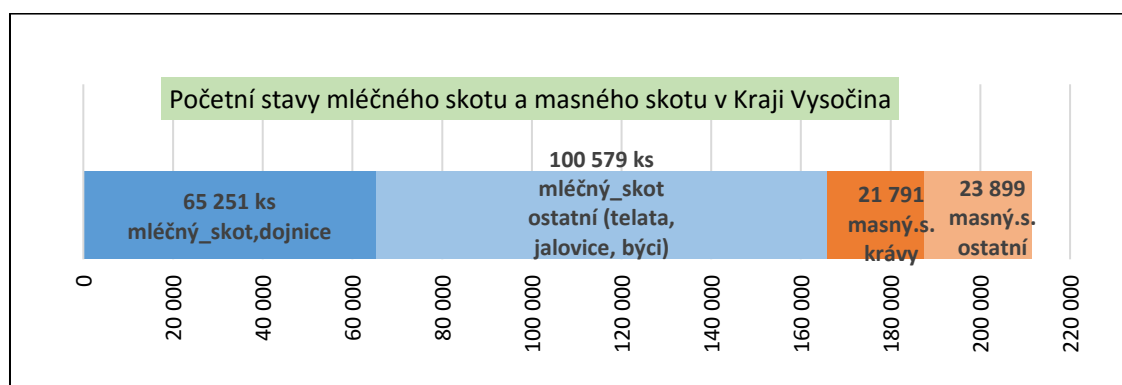 Početní stavy mléčného skotu a masného skotu v Kraji Vysočina
65 251 ks
mléčný_skot,dojnice
100 579 ks
mléčný_skot
ostatní (telata,
jalovice, býci)
21 791
masný.s.
krávy
23 899
masný.s.
ostatní
0
20 000
40 000
60 000
80 000
100 000
120 000
140 000
160 000
180 000
200 000
220 000